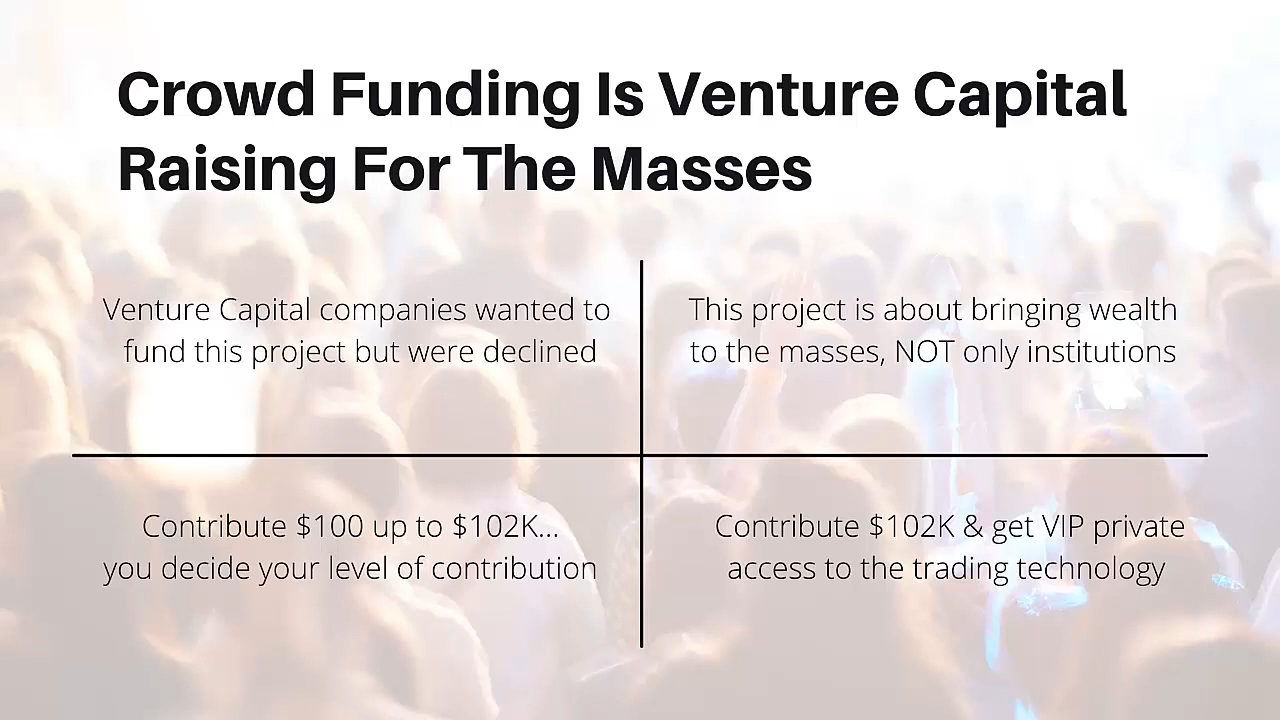 Crowd Funding Is Venture Capital
Raising For The Masses
Venture Capital companies wanted to
fund this project but were declined
This project is about bringing wealth
to the masses, NOT only institutions
Contribute $100 up to $102K...
you decide your level of contribution
Contribute $102K & get VIP private
access to the trading technology